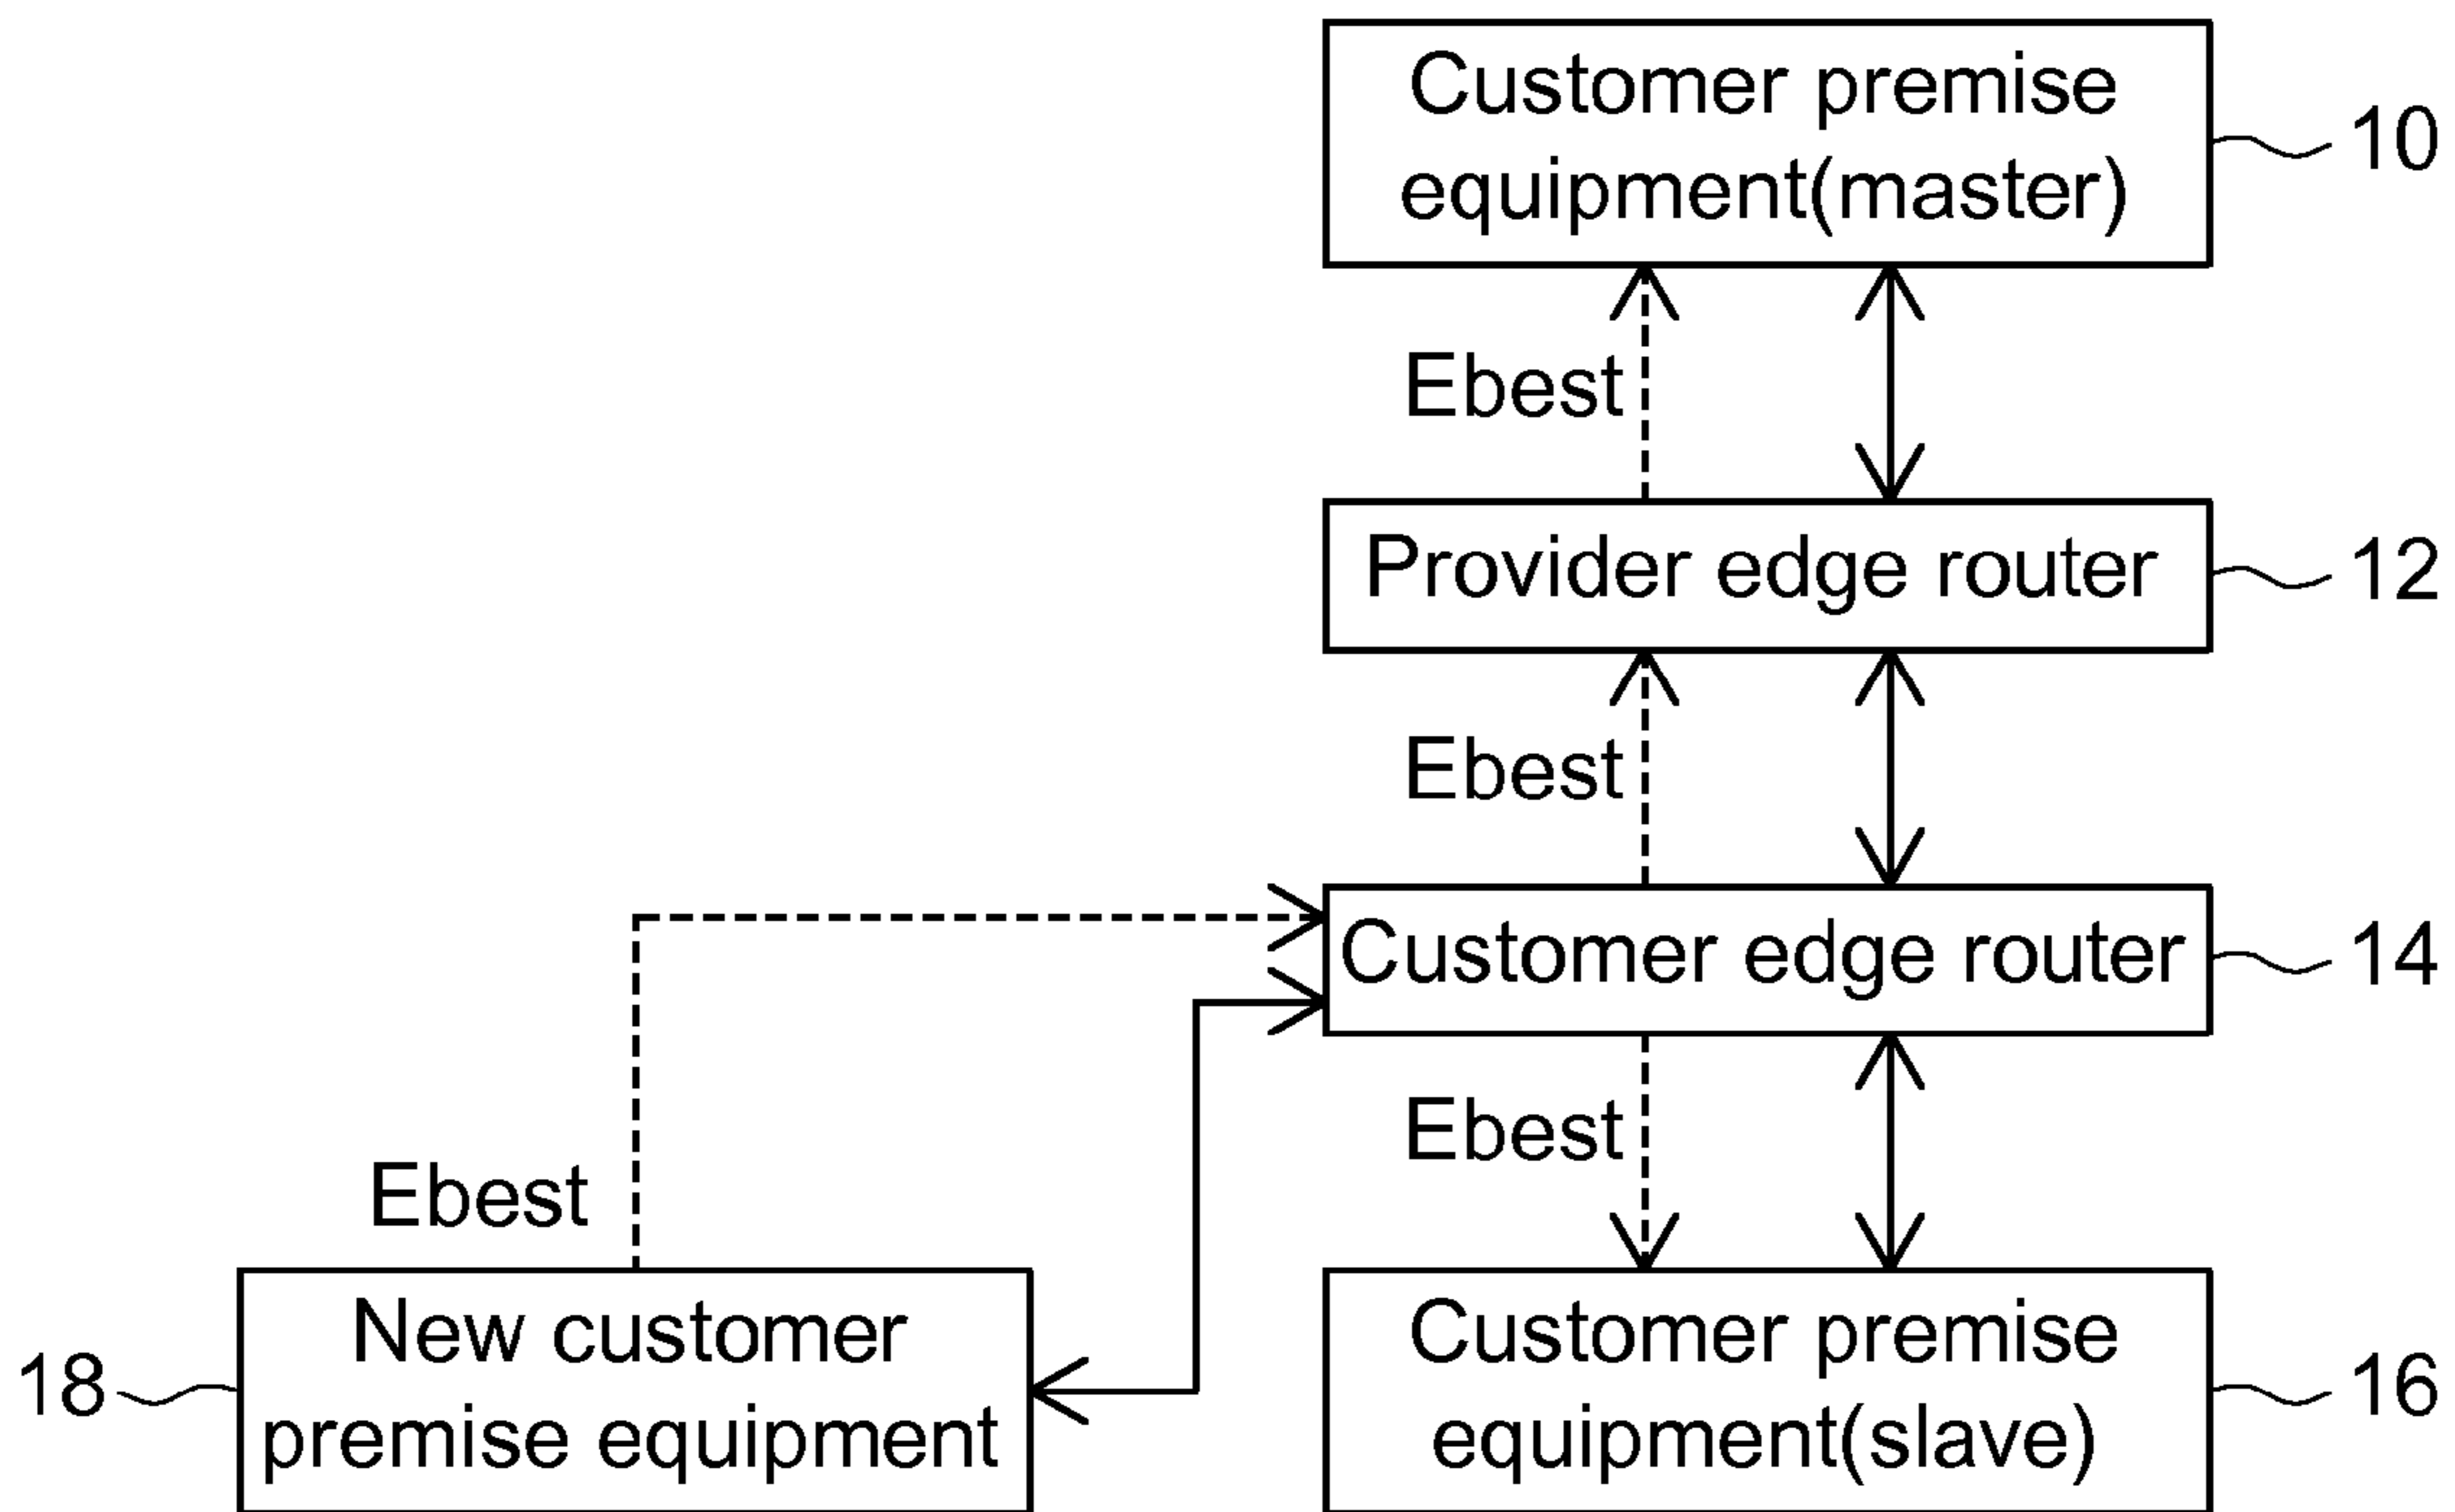 Customer premise
equipment(master)
10
Ebest
Provider edge router
12
Ebest
Customer edge router
14
Ebest
Ebest
New customer
premise equipment
18
Customer premise
equipment(slave)
16